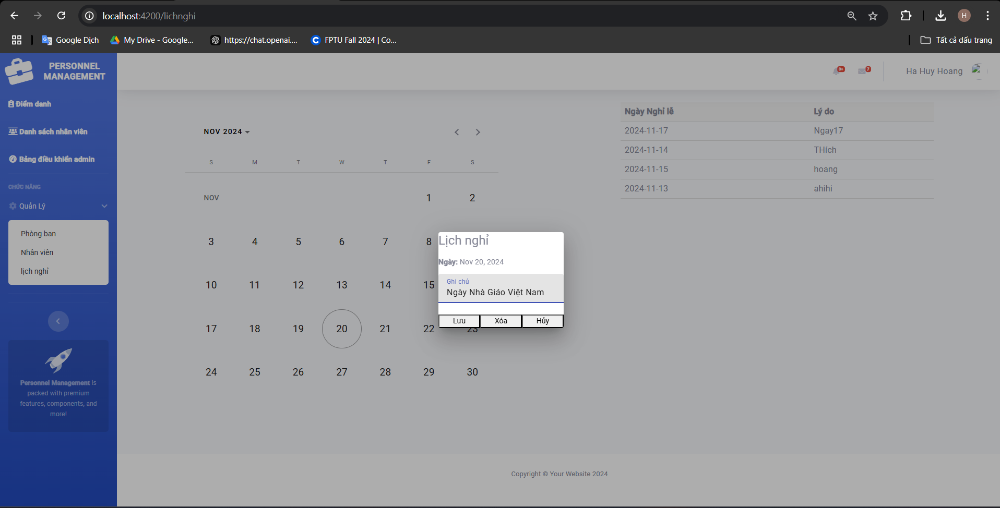 localhost:4200/lichnghi
H
Google Dịch
My Drive - Google...
https://chat.openai....
FPTU Fall 2024 | Co...
Tất cả dấu trang
PERSONNEL
MANAGEMENT
3+
7
Ha Huy Hoang
Điểm danh
Danh sách nhân viên
Bảng điều khiển admin
CHỨC NĂNG
Quản Lý
Phòng ban
Nhân viên
lịch nghỉ
Personnel Management is
packed with premium
features, components, and
more!
NOV 2024
S M T W T F S
NOV 1 2
3 4 5 6 7 8
10 11 12 13 14 15
17 18 19 20 21 22 23
24 25 26 27 28 29 30
Ngày Nghỉ lễ Lý do
2024-11-17 Ngay17
2024-11-14 THích
2024-11-15 hoang
2024-11-13 ahihi
Lịch nghỉ
Ngày: Nov 20, 2024
Ghi chú
Ngày Nhà Giáo Việt Nam
Lưu Xóa Hủy
Copyright © Your Website 2024